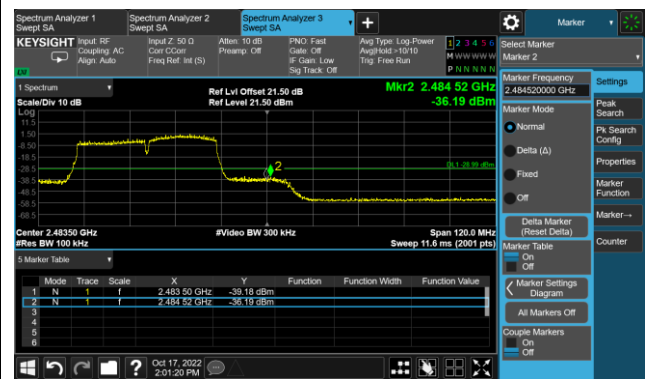 Spectrum Analyzer 1
Swept SA
Spectrum Analyzer 2
Swept SA
Spectrum Analyzer 3
Swept SA
Marker
KEYSIGHT
Input: RF
Coupling: AC
Align: Auto
Input Z: 50 Ω
Corr CCorr
Freq Ref: Int (S)
Atten: 10 dB
Preamp: Off
PNO: Fast
Gate: Off
IF Gain: Low
Sig Track: Off
Avg Type: Log-Power
Avg|Hold:>10/10
Trig: Free Run
1 2 3 4 5 6
M W W W W W
P N N N N N
Select Marker
Marker 2
1 Spectrum
Scale/Div 10 dB
Log
Ref Lvl Offset 21.50 dB
Ref Level 21.50 dBm
Mkr2 2.484 52 GHz
-36.19 dBm
11.5
1.50
-8.50
-18.5
-28.5
-38.5
-48.5
-58.5
-68.5
2
DL1 -28.99 dBm
Center 2.48350 GHz
#Res BW 100 kHz
#Video BW 300 kHz
Span 120.0 MHz
Sweep 11.6 ms (2001 pts)
5 Marker Table
Mode Trace Scale X Y Function Function Width Function Value
1 N 1 f 2.483 50 GHz -39.18 dBm
2 N 1 f 2.484 52 GHz -36.19 dBm
3
4
5
6
Marker Frequency
2.484520000 GHz
Marker Mode
Normal
Delta (Δ)
Fixed
Off
Delta Marker
(Reset Delta)
Marker Table
On
Off
Marker Settings
Diagram
All Markers Off
Couple Markers
On
Off
Settings
Peak
Search
Pk Search
Config
Properties
Marker
Function
Marker→
Counter
?
Oct 17, 2022
2:01:20 PM